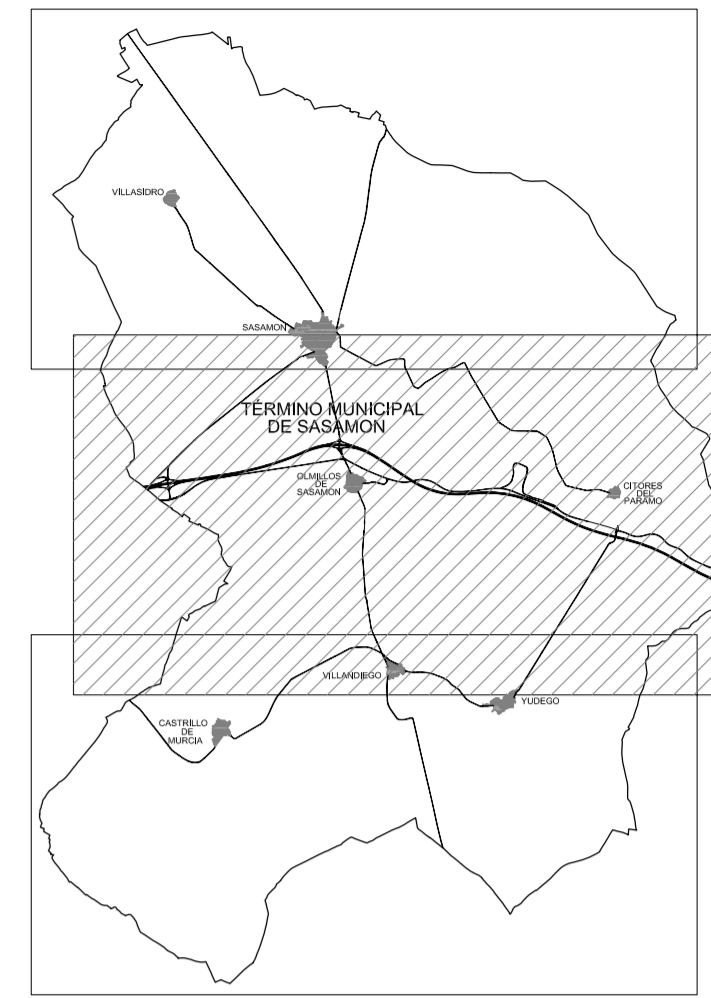 VILLASIDRO
SASAMON
TÉRMINO MUNICIPAL
DE SASAMON
OLMILLOS
DE
SASAMON
CITORES
DEL
PARAMO
VILLANDIEGO
YUDEGO
CASTRILLO
DE
MURCIA